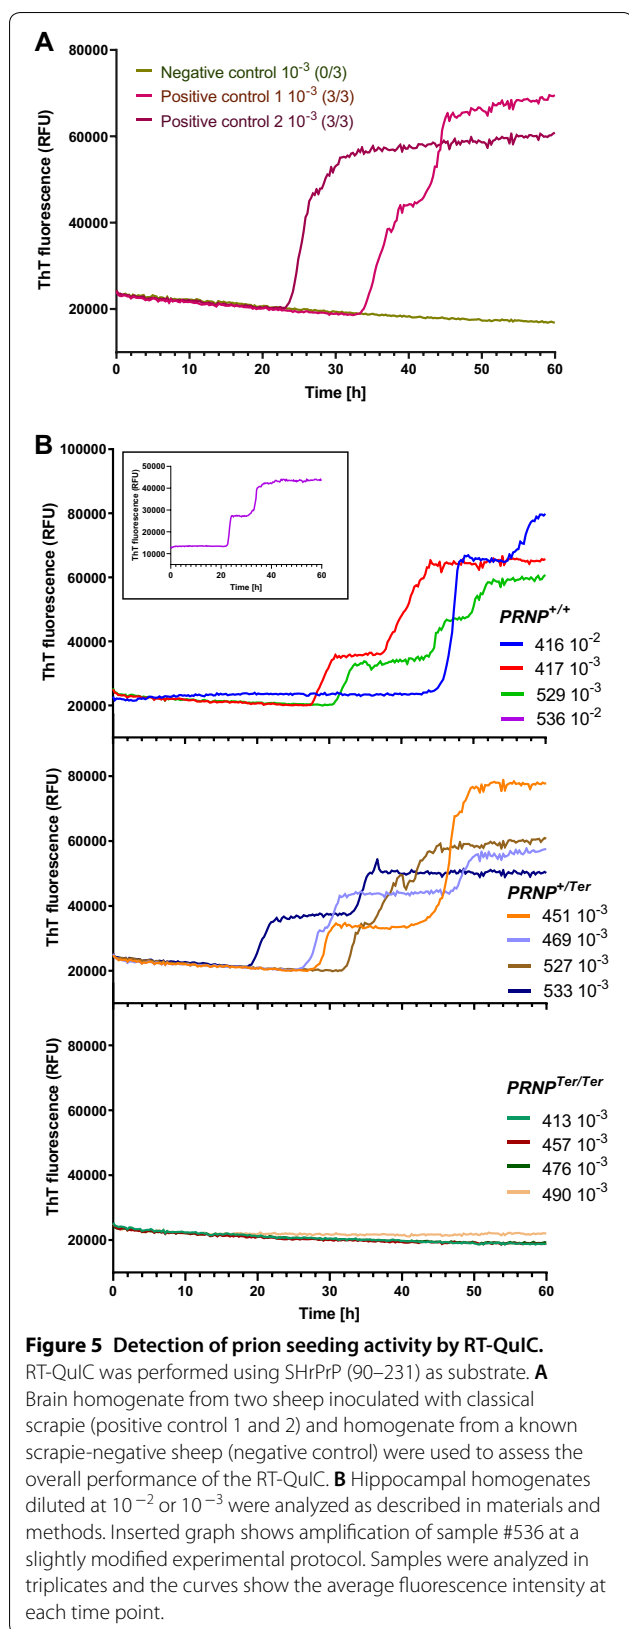 A
80000
60000
40000
20000
ThT fluorescence (RFU)
Negative control 10⁻³ (0/3)
Positive control 1 10⁻³ (3/3)
Positive control 2 10⁻³ (3/3)
0 10 20 30 40 50 60
Time [h]
B
100000
80000
60000
40000
20000
ThT fluorescence (RFU)
50000
40000
30000
20000
10000
ThT fluorescence (RFU)
0 20 40 60
Time [h]
PRNP⁺/⁺
416 10⁻²
417 10⁻³
529 10⁻³
536 10⁻²
0 10 20 30 40 50 60
80000
60000
40000
20000
ThT fluorescence (RFU)
PRNP⁺/ᵀᵉʳ
451 10⁻³
469 10⁻³
527 10⁻³
533 10⁻³
80000
60000
40000
20000
ThT fluorescence (RFU)
PRNPᵀᵉʳ/ᵀᵉʳ
413 10⁻³
457 10⁻³
476 10⁻³
490 10⁻³
0 10 20 30 40 50 60
Time [h]
Figure 5 Detection of prion seeding activity by RT-QuIC.
RT-QuIC was performed using SHrPrP (90–231) as substrate. A
Brain homogenate from two sheep inoculated with classical
scrapie (positive control 1 and 2) and homogenate from a known
scrapie-negative sheep (negative control) were used to assess the
overall performance of the RT-QuIC. B Hippocampal homogenates
diluted at 10⁻² or 10⁻³ were analyzed as described in materials and
methods. Inserted graph shows amplification of sample #536 at a
slightly modified experimental protocol. Samples were analyzed in
triplicates and the curves show the average fluorescence intensity at
each time point.